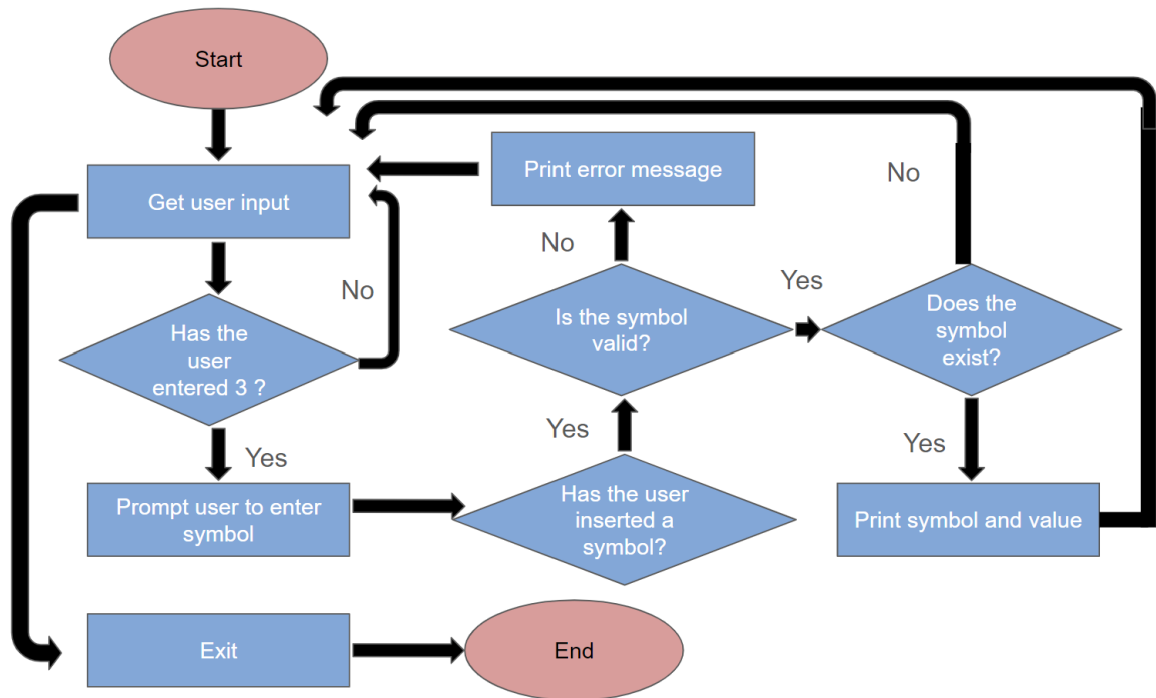 Start
Get user input
Has the
user
entered 3 ?
No
Yes
Prompt user to enter
symbol
Has the user
inserted a
symbol?
Yes
Is the symbol
valid?
No
Print error message
Yes
Does the
symbol
exist?
No
Yes
Print symbol and value
Exit
End